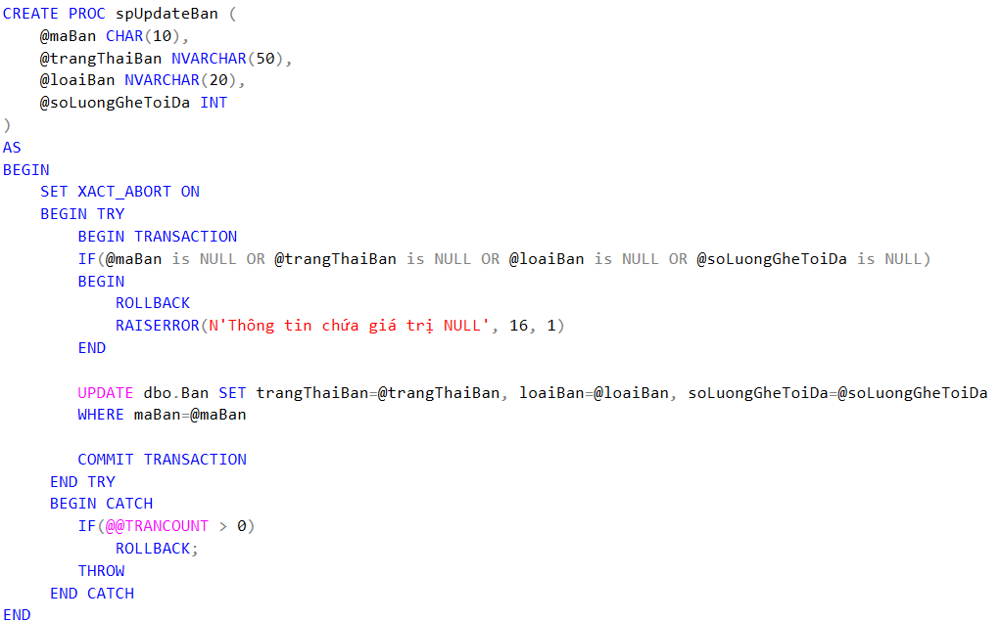 CREATE PROC spUpdateBan (
    @maBan CHAR(10),
    @trangThaiBan NVARCHAR(50),
    @loaiBan NVARCHAR(20),
    @soLuongGheToiDa INT
)
AS
BEGIN
    SET XACT_ABORT ON
    BEGIN TRY
        BEGIN TRANSACTION
        IF(@maBan is NULL OR @trangThaiBan is NULL OR @loaiBan is NULL OR @soLuongGheToiDa is NULL)
        BEGIN
            ROLLBACK
            RAISERROR(N'Thông tin chứa giá trị NULL', 16, 1)
        END

        UPDATE dbo.Ban SET trangThaiBan=@trangThaiBan, loaiBan=@loaiBan, soLuongGheToiDa=@soLuongGheToiDa
        WHERE maBan=@maBan

        COMMIT TRANSACTION
     END TRY
     BEGIN CATCH
        IF(@@TRANCOUNT > 0)
            ROLLBACK;
        THROW
     END CATCH
END